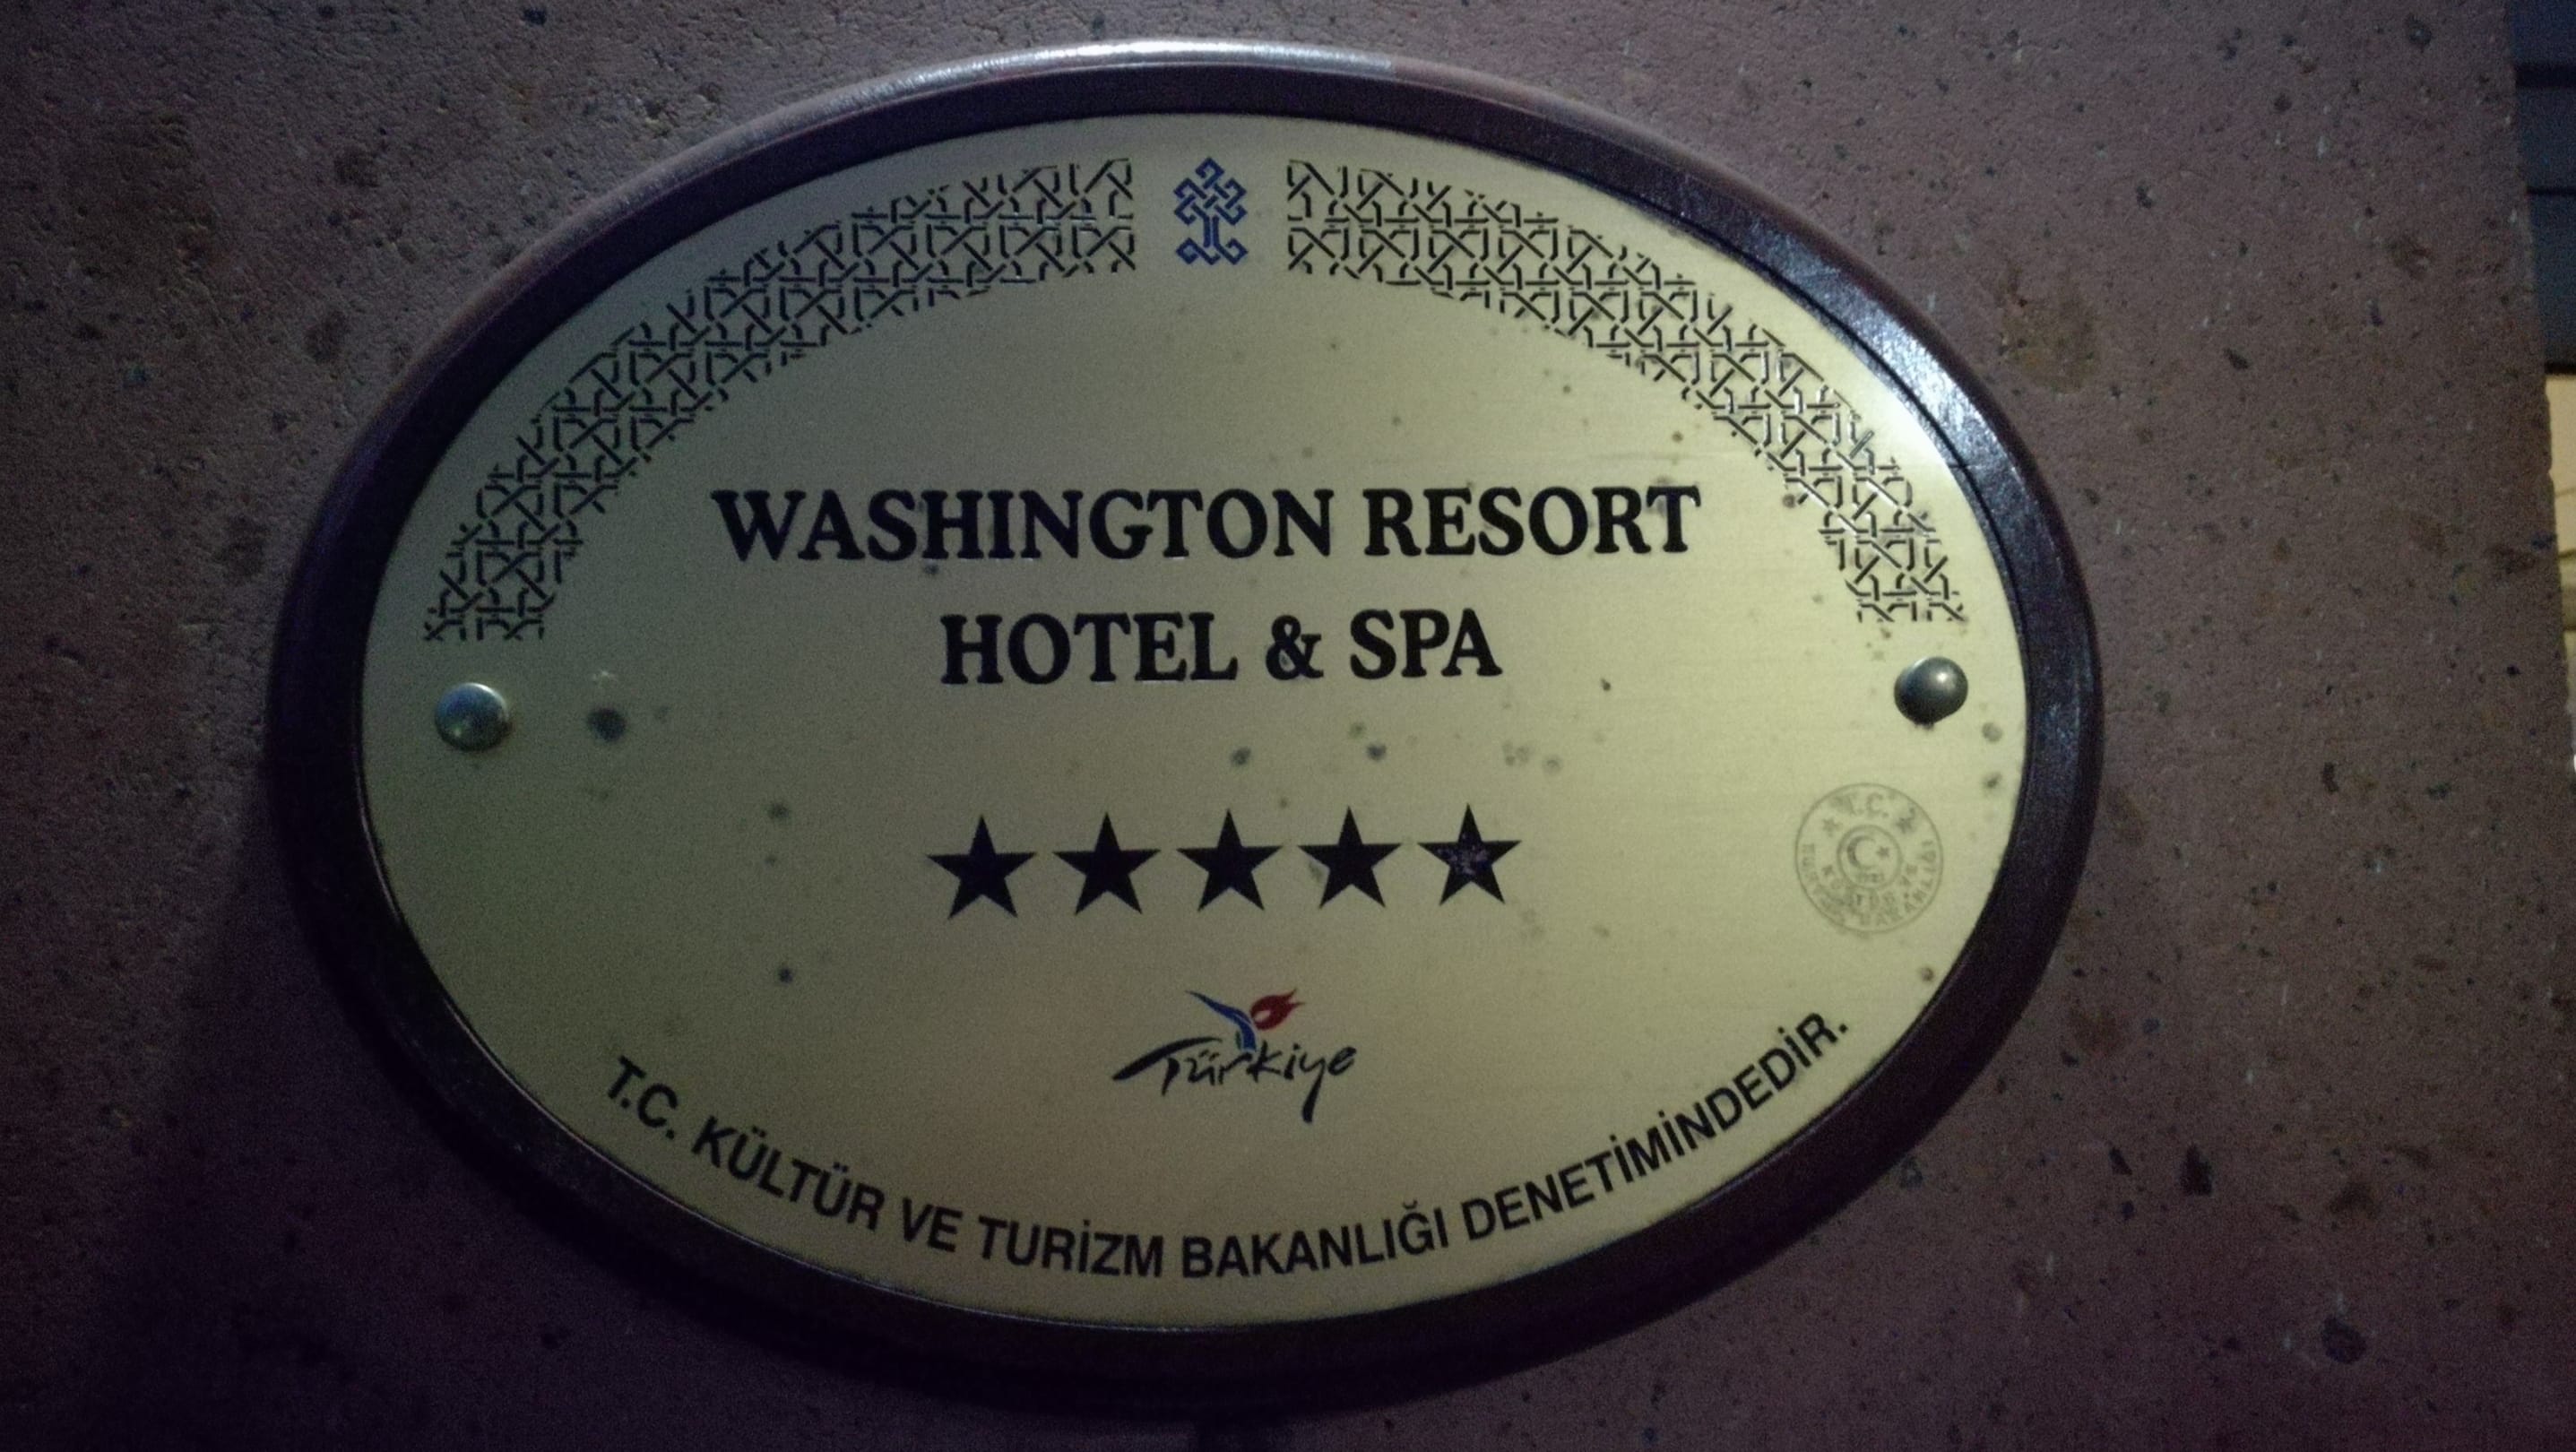 WASHINGTON RESORT
HOTEL & SPA
Türkiye
T.C.
T.C. KÜLTÜR VE TURİZM BAKANLIĞI DENETİMİNDEDİR.